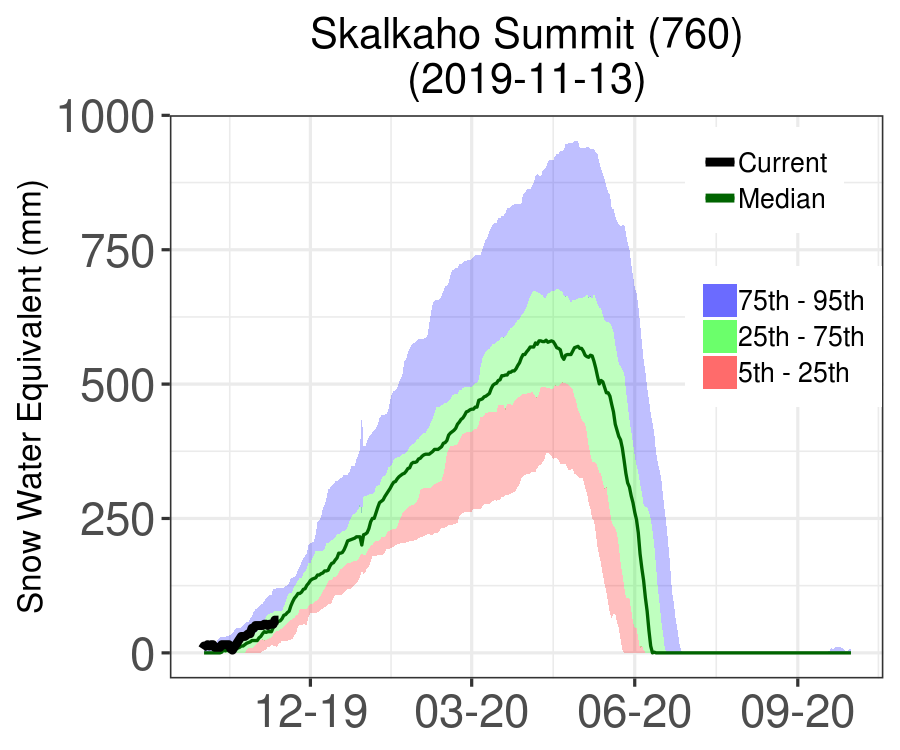 Skalkaho Summit (760)
(2019-11-13)
Snow Water Equivalent (mm)
1000
750
500
250
0
Current
Median
75th - 95th
25th - 75th
5th - 25th
12-19 03-20 06-20 09-20